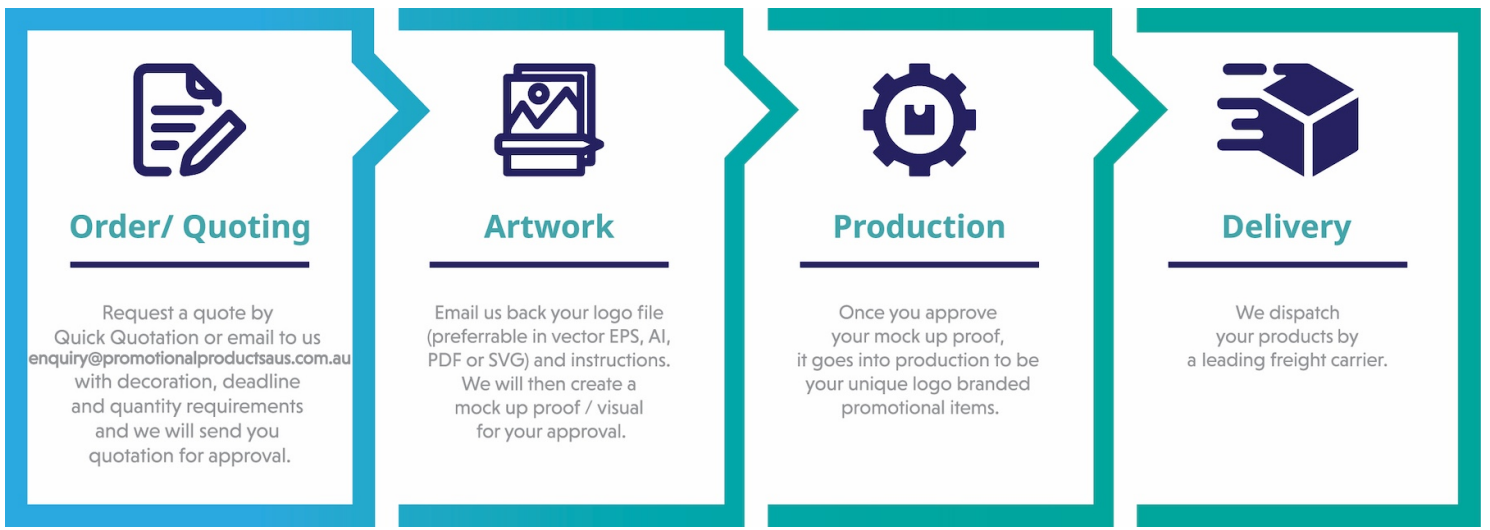 Order/ Quoting
Request a quote by
Quick Quotation or email to us
enquiry@promotionalproductsaus.com.au
with decoration, deadline
and quantity requirements
and we will send you
quotation for approval.
Artwork
Email us back your logo file
(preferrable in vector EPS, AI,
PDF or SVG) and instructions.
We will then create a
mock up proof / visual
for your approval.
Production
Once you approve
your mock up proof,
it goes into production to be
your unique logo branded
promotional items.
Delivery
We dispatch
your products by
a leading freight carrier.